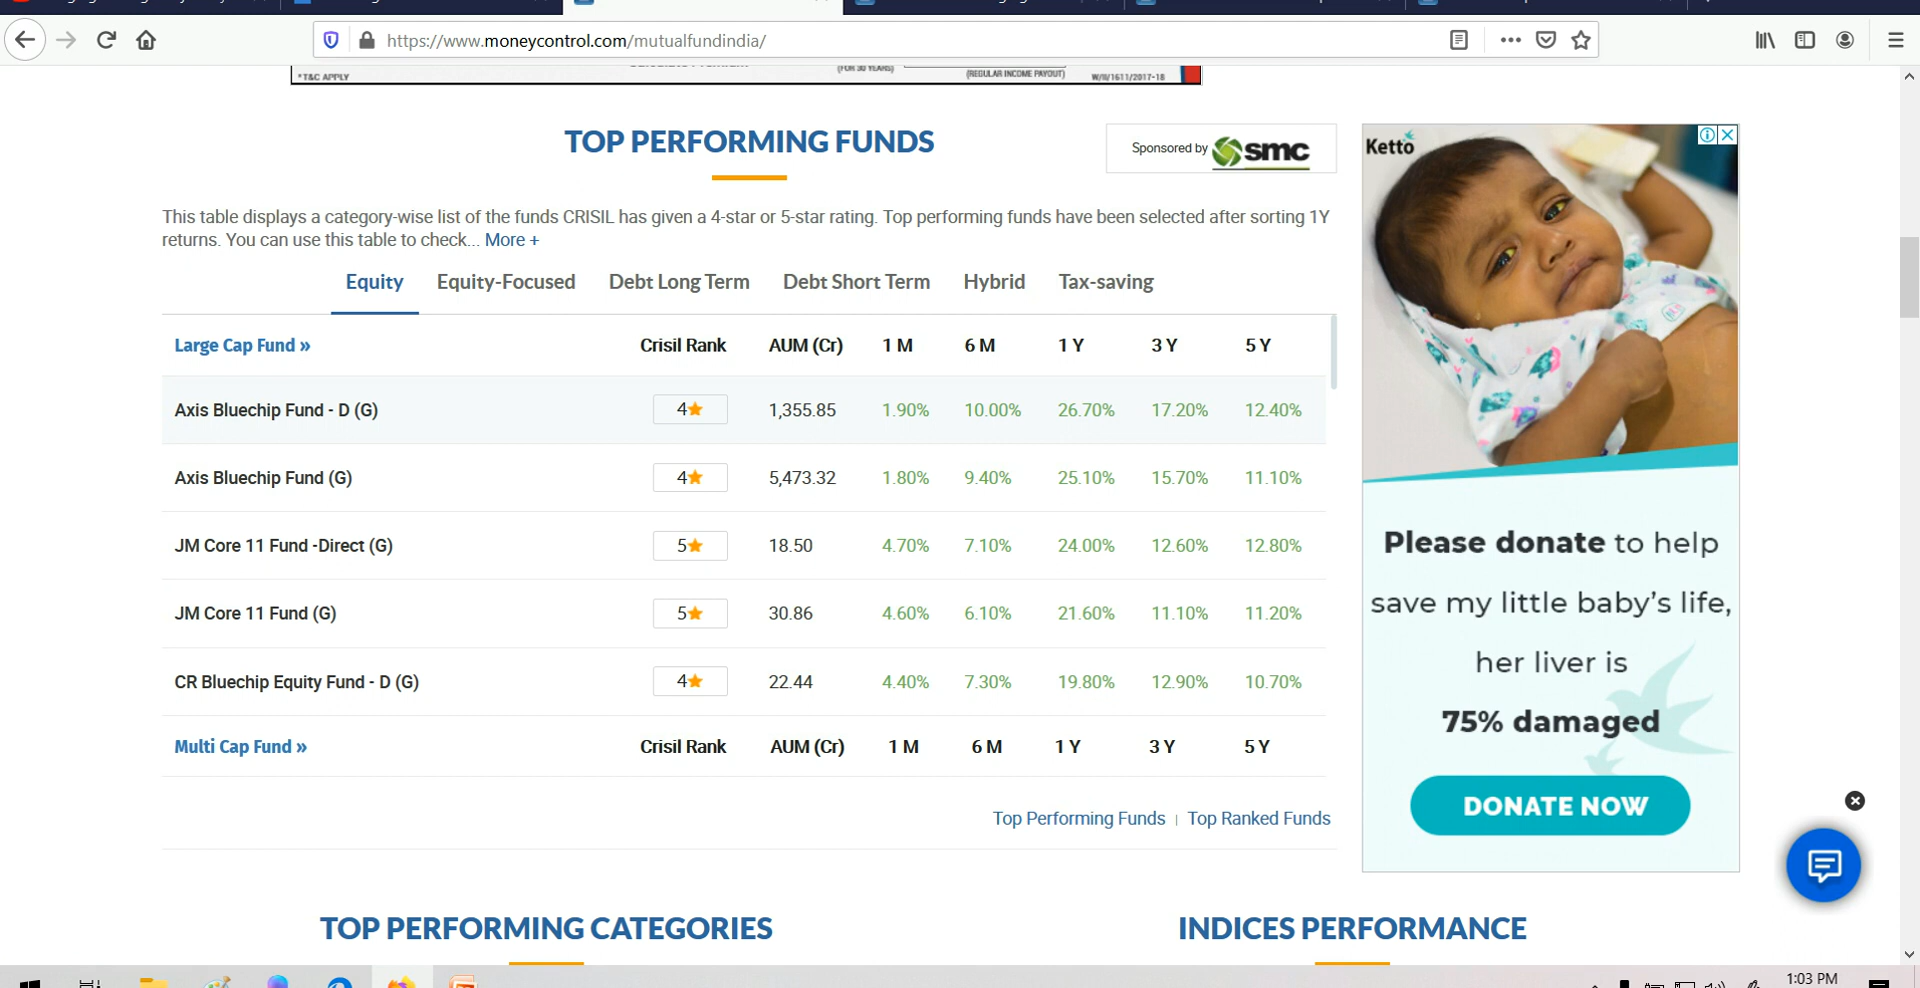 https://www.moneycontrol.com/mutualfundindia/
*T&C APPLY
(FOR 30 YEARS)
(REGULAR INCOME PAYOUT)
W/II/1611/2017-18
TOP PERFORMING FUNDS
Sponsored by smc
This table displays a category-wise list of the funds CRISIL has given a 4-star or 5-star rating. Top performing funds have been selected after sorting 1Y
returns. You can use this table to check... More +
Equity Equity-Focused Debt Long Term Debt Short Term Hybrid Tax-saving
Large Cap Fund » Crisil Rank AUM (Cr) 1 M 6 M 1 Y 3 Y 5 Y
Axis Bluechip Fund - D (G) 4★ 1,355.85 1.90% 10.00% 26.70% 17.20% 12.40%
Axis Bluechip Fund (G) 4★ 5,473.32 1.80% 9.40% 25.10% 15.70% 11.10%
JM Core 11 Fund -Direct (G) 5★ 18.50 4.70% 7.10% 24.00% 12.60% 12.80%
JM Core 11 Fund (G) 5★ 30.86 4.60% 6.10% 21.60% 11.10% 11.20%
CR Bluechip Equity Fund - D (G) 4★ 22.44 4.40% 7.30% 19.80% 12.90% 10.70%
Multi Cap Fund » Crisil Rank AUM (Cr) 1 M 6 M 1 Y 3 Y 5 Y
Top Performing Funds | Top Ranked Funds
Ketto
Please donate to help
save my little baby's life,
her liver is
75% damaged
DONATE NOW
TOP PERFORMING CATEGORIES
INDICES PERFORMANCE
1:03 PM